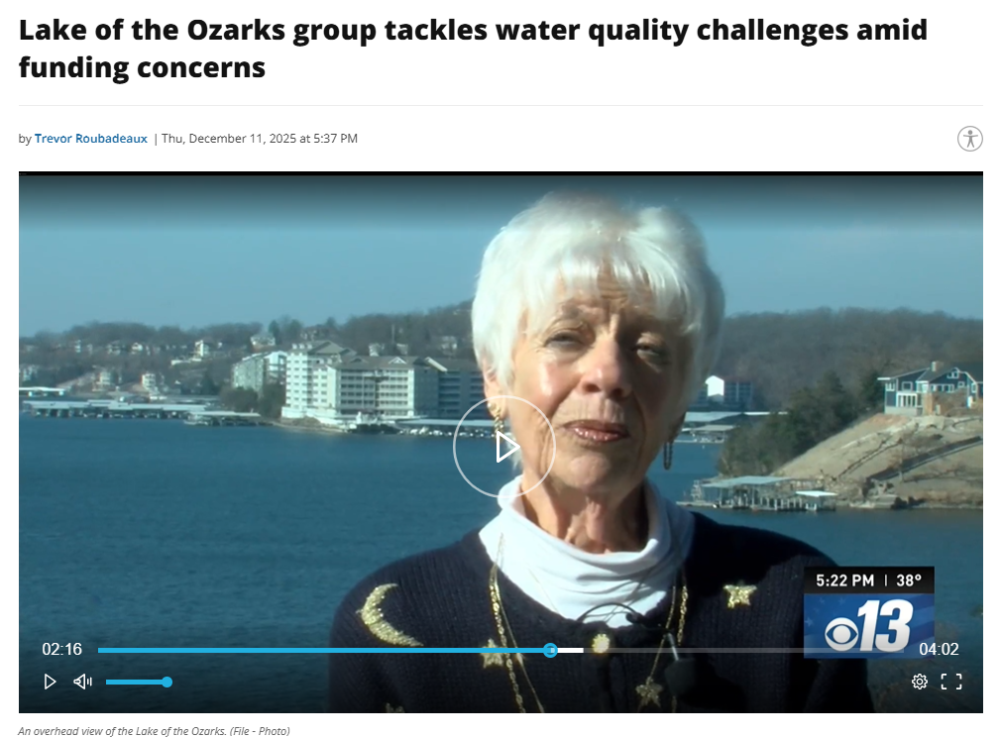 Lake of the Ozarks group tackles water quality challenges amid
funding concerns
by Trevor Roubadeaux | Thu, December 11, 2025 at 5:37 PM
5:22 PM | 38°
13
02:16
04:02
An overhead view of the Lake of the Ozarks. (File - Photo)